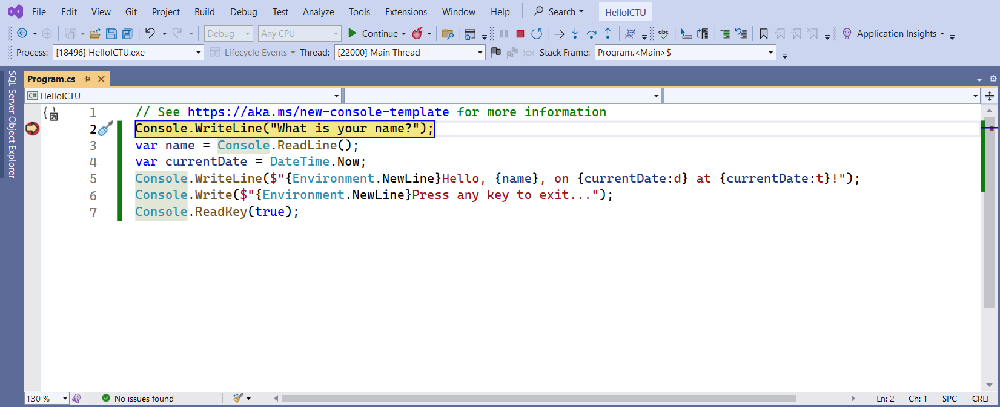 File Edit View Git Project Build Debug Test Analyze Tools Extensions Window Help Search HelloICTU
Debug Any CPU Continue abc Application Insights
Process: [18496] HelloICTU.exe Lifecycle Events Thread: [22000] Main Thread Stack Frame: Program.<Main>$
SQL Server Object Explorer
Program.cs
C# HelloICTU
1 // See https://aka.ms/new-console-template for more information
2 Console.WriteLine("What is your name?");
3 var name = Console.ReadLine();
4 var currentDate = DateTime.Now;
5 Console.WriteLine($"{Environment.NewLine}Hello, {name}, on {currentDate:d} at {currentDate:t}!");
6 Console.Write($"{Environment.NewLine}Press any key to exit...");
7 Console.ReadKey(true);
130 % No issues found Ln: 2 Ch: 1 SPC CRLF